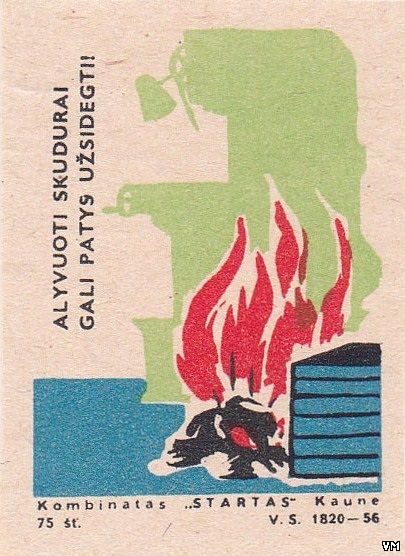 ALYVUOTI SKUDURAI
GALI PATYS UŽSIDEGTI!
Kombinatas „STARTAS" Kaune
75 št. V. S. 1820—56
VM